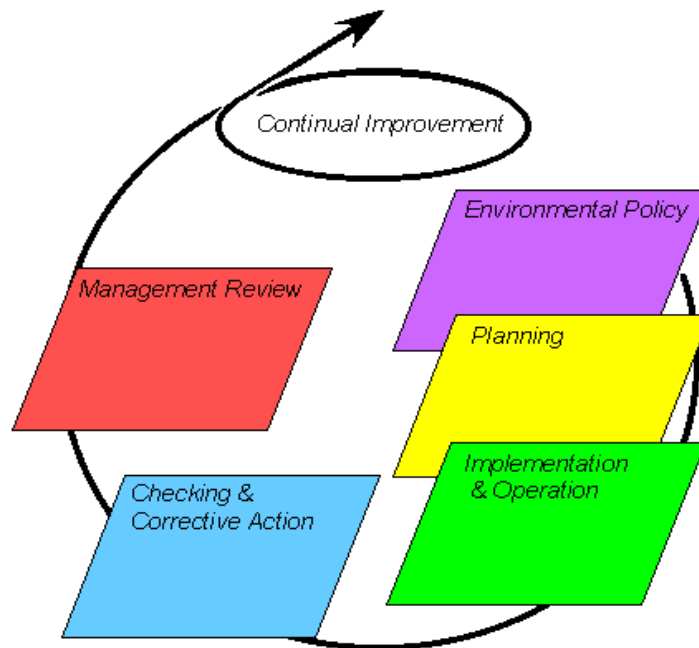 Continual Improvement
Environmental Policy
Management Review
Planning
Implementation
& Operation
Checking &
Corrective Action